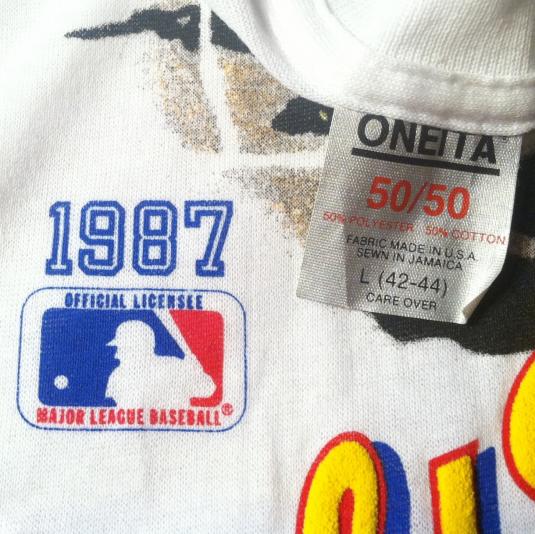 ONEITA
50/50
50% POLYESTER 50% COTTON
FABRIC MADE IN U.S.A.
SEWN IN JAMAICA
L (42-44)
CARE OVER
1987
OFFICIAL LICENSEE
MAJOR LEAGUE BASEBALL®